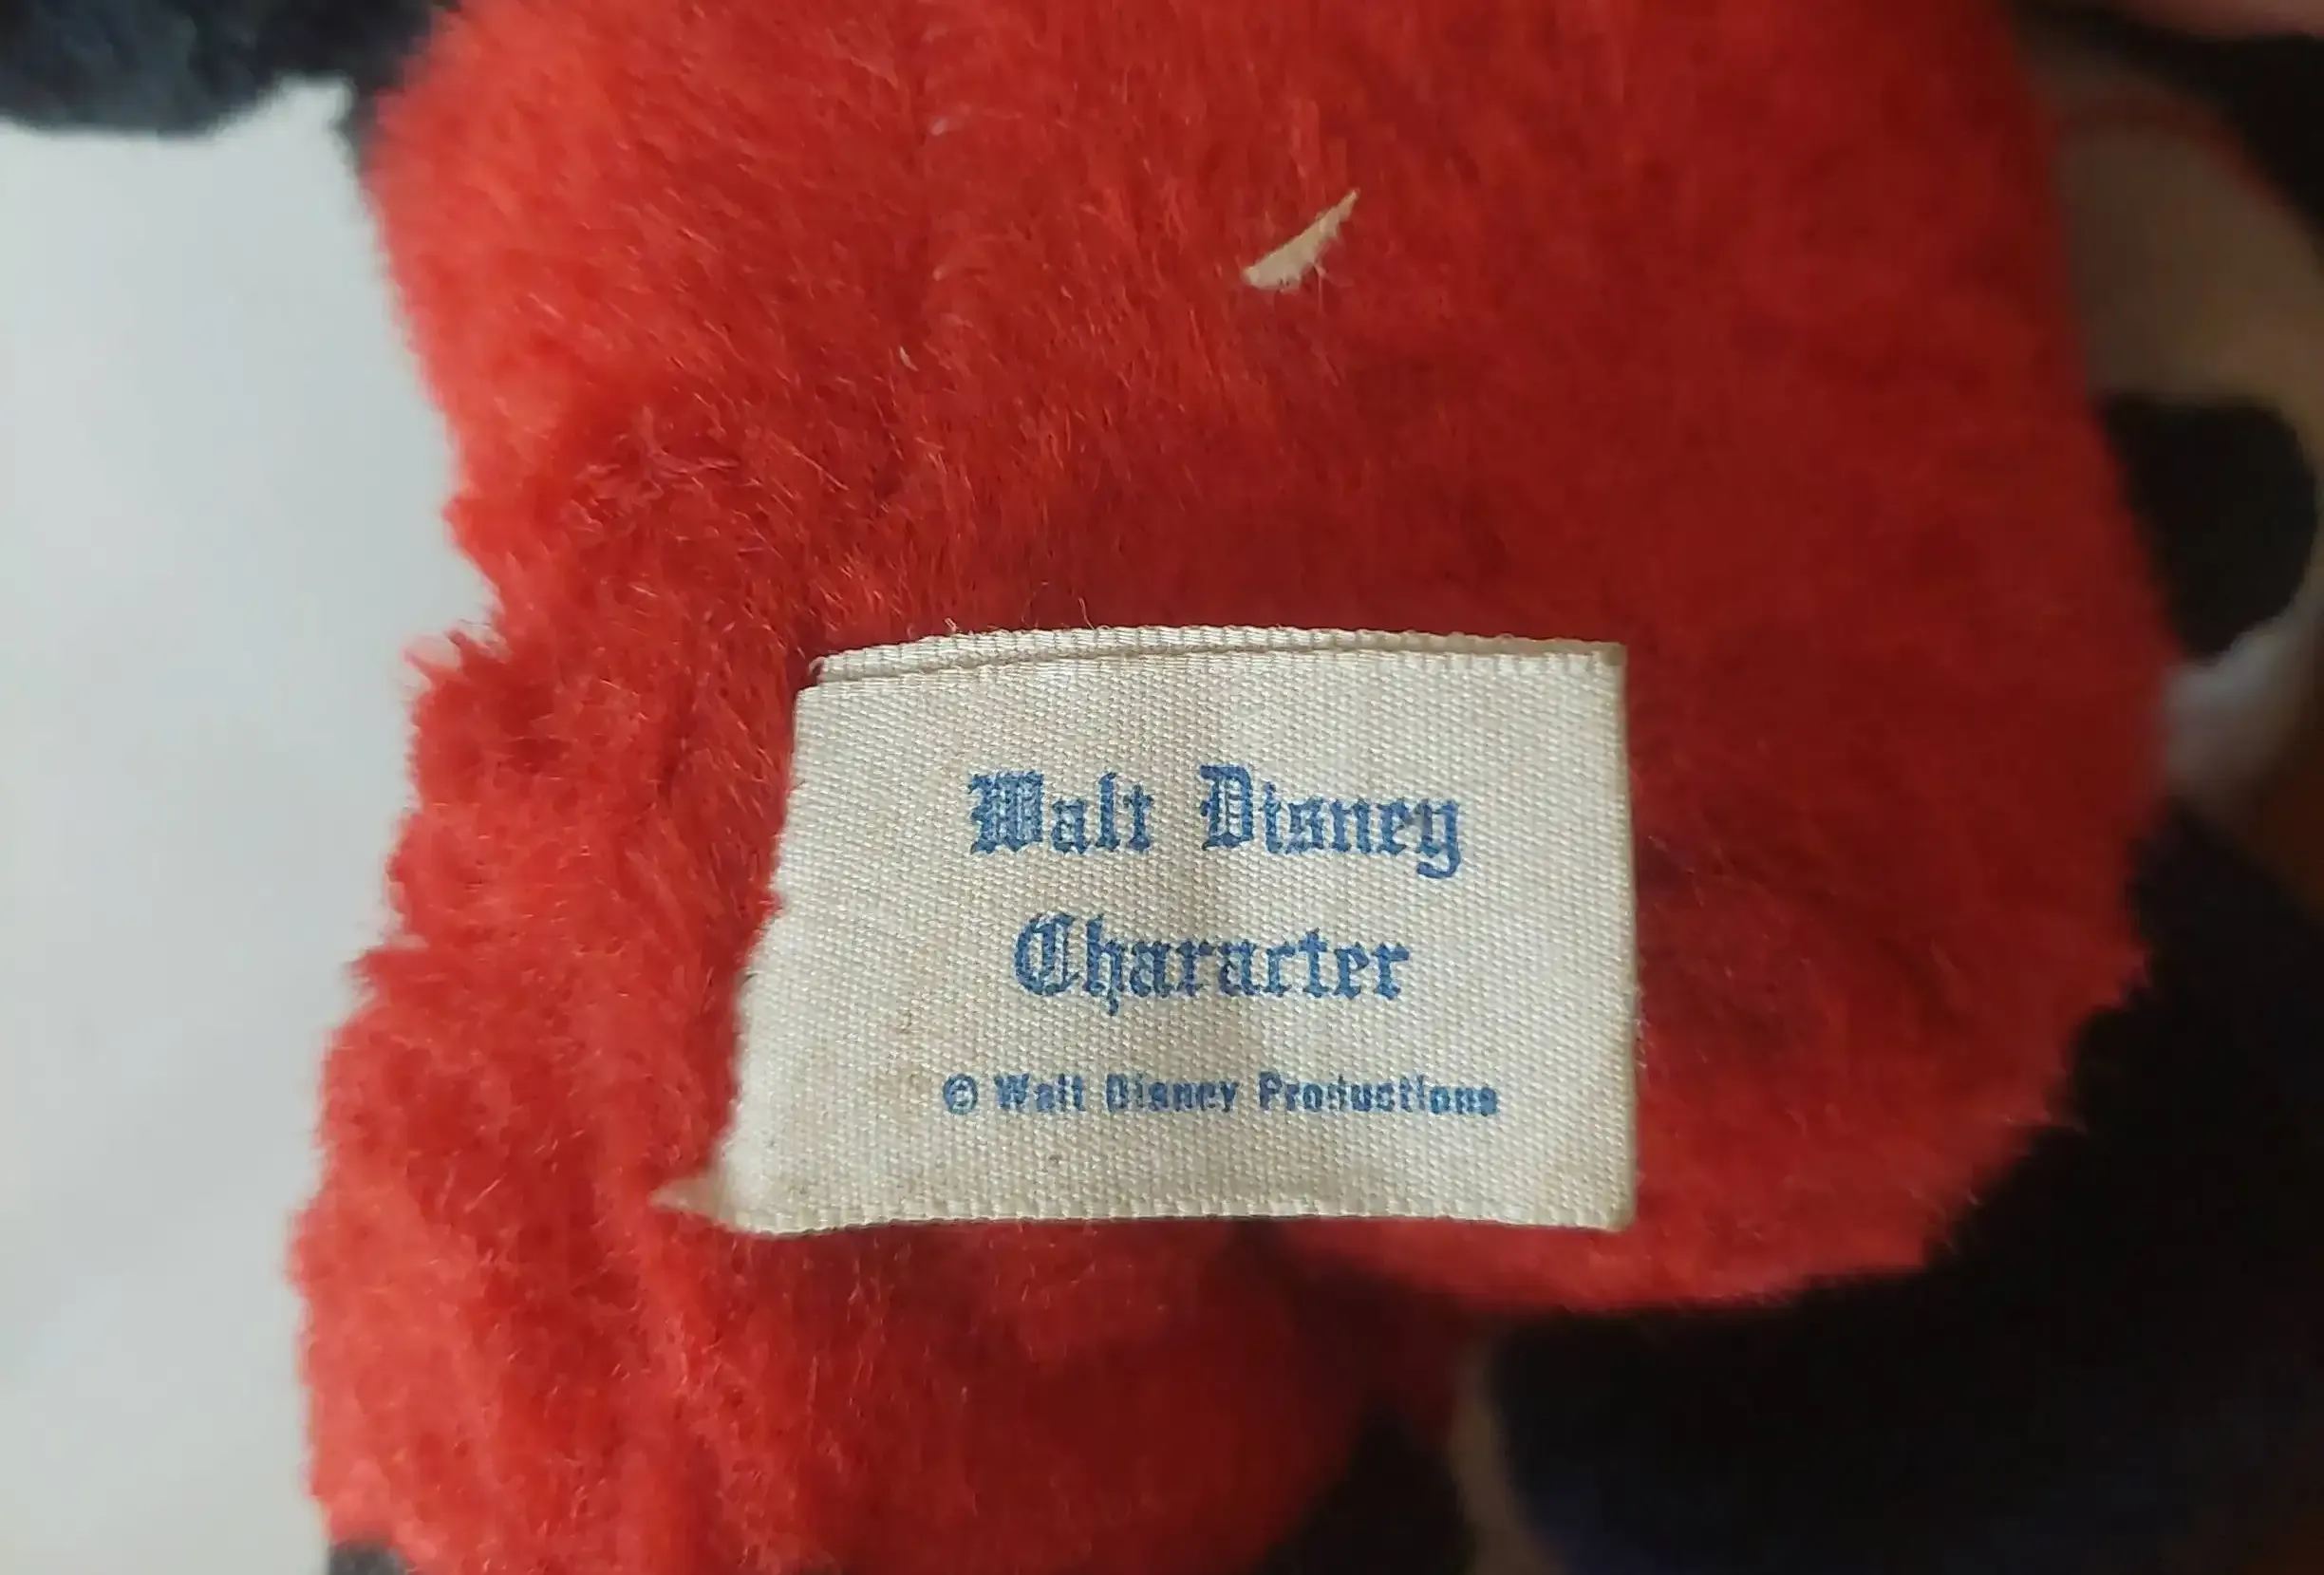 Walt Disney
Character
© Walt Disney Productions